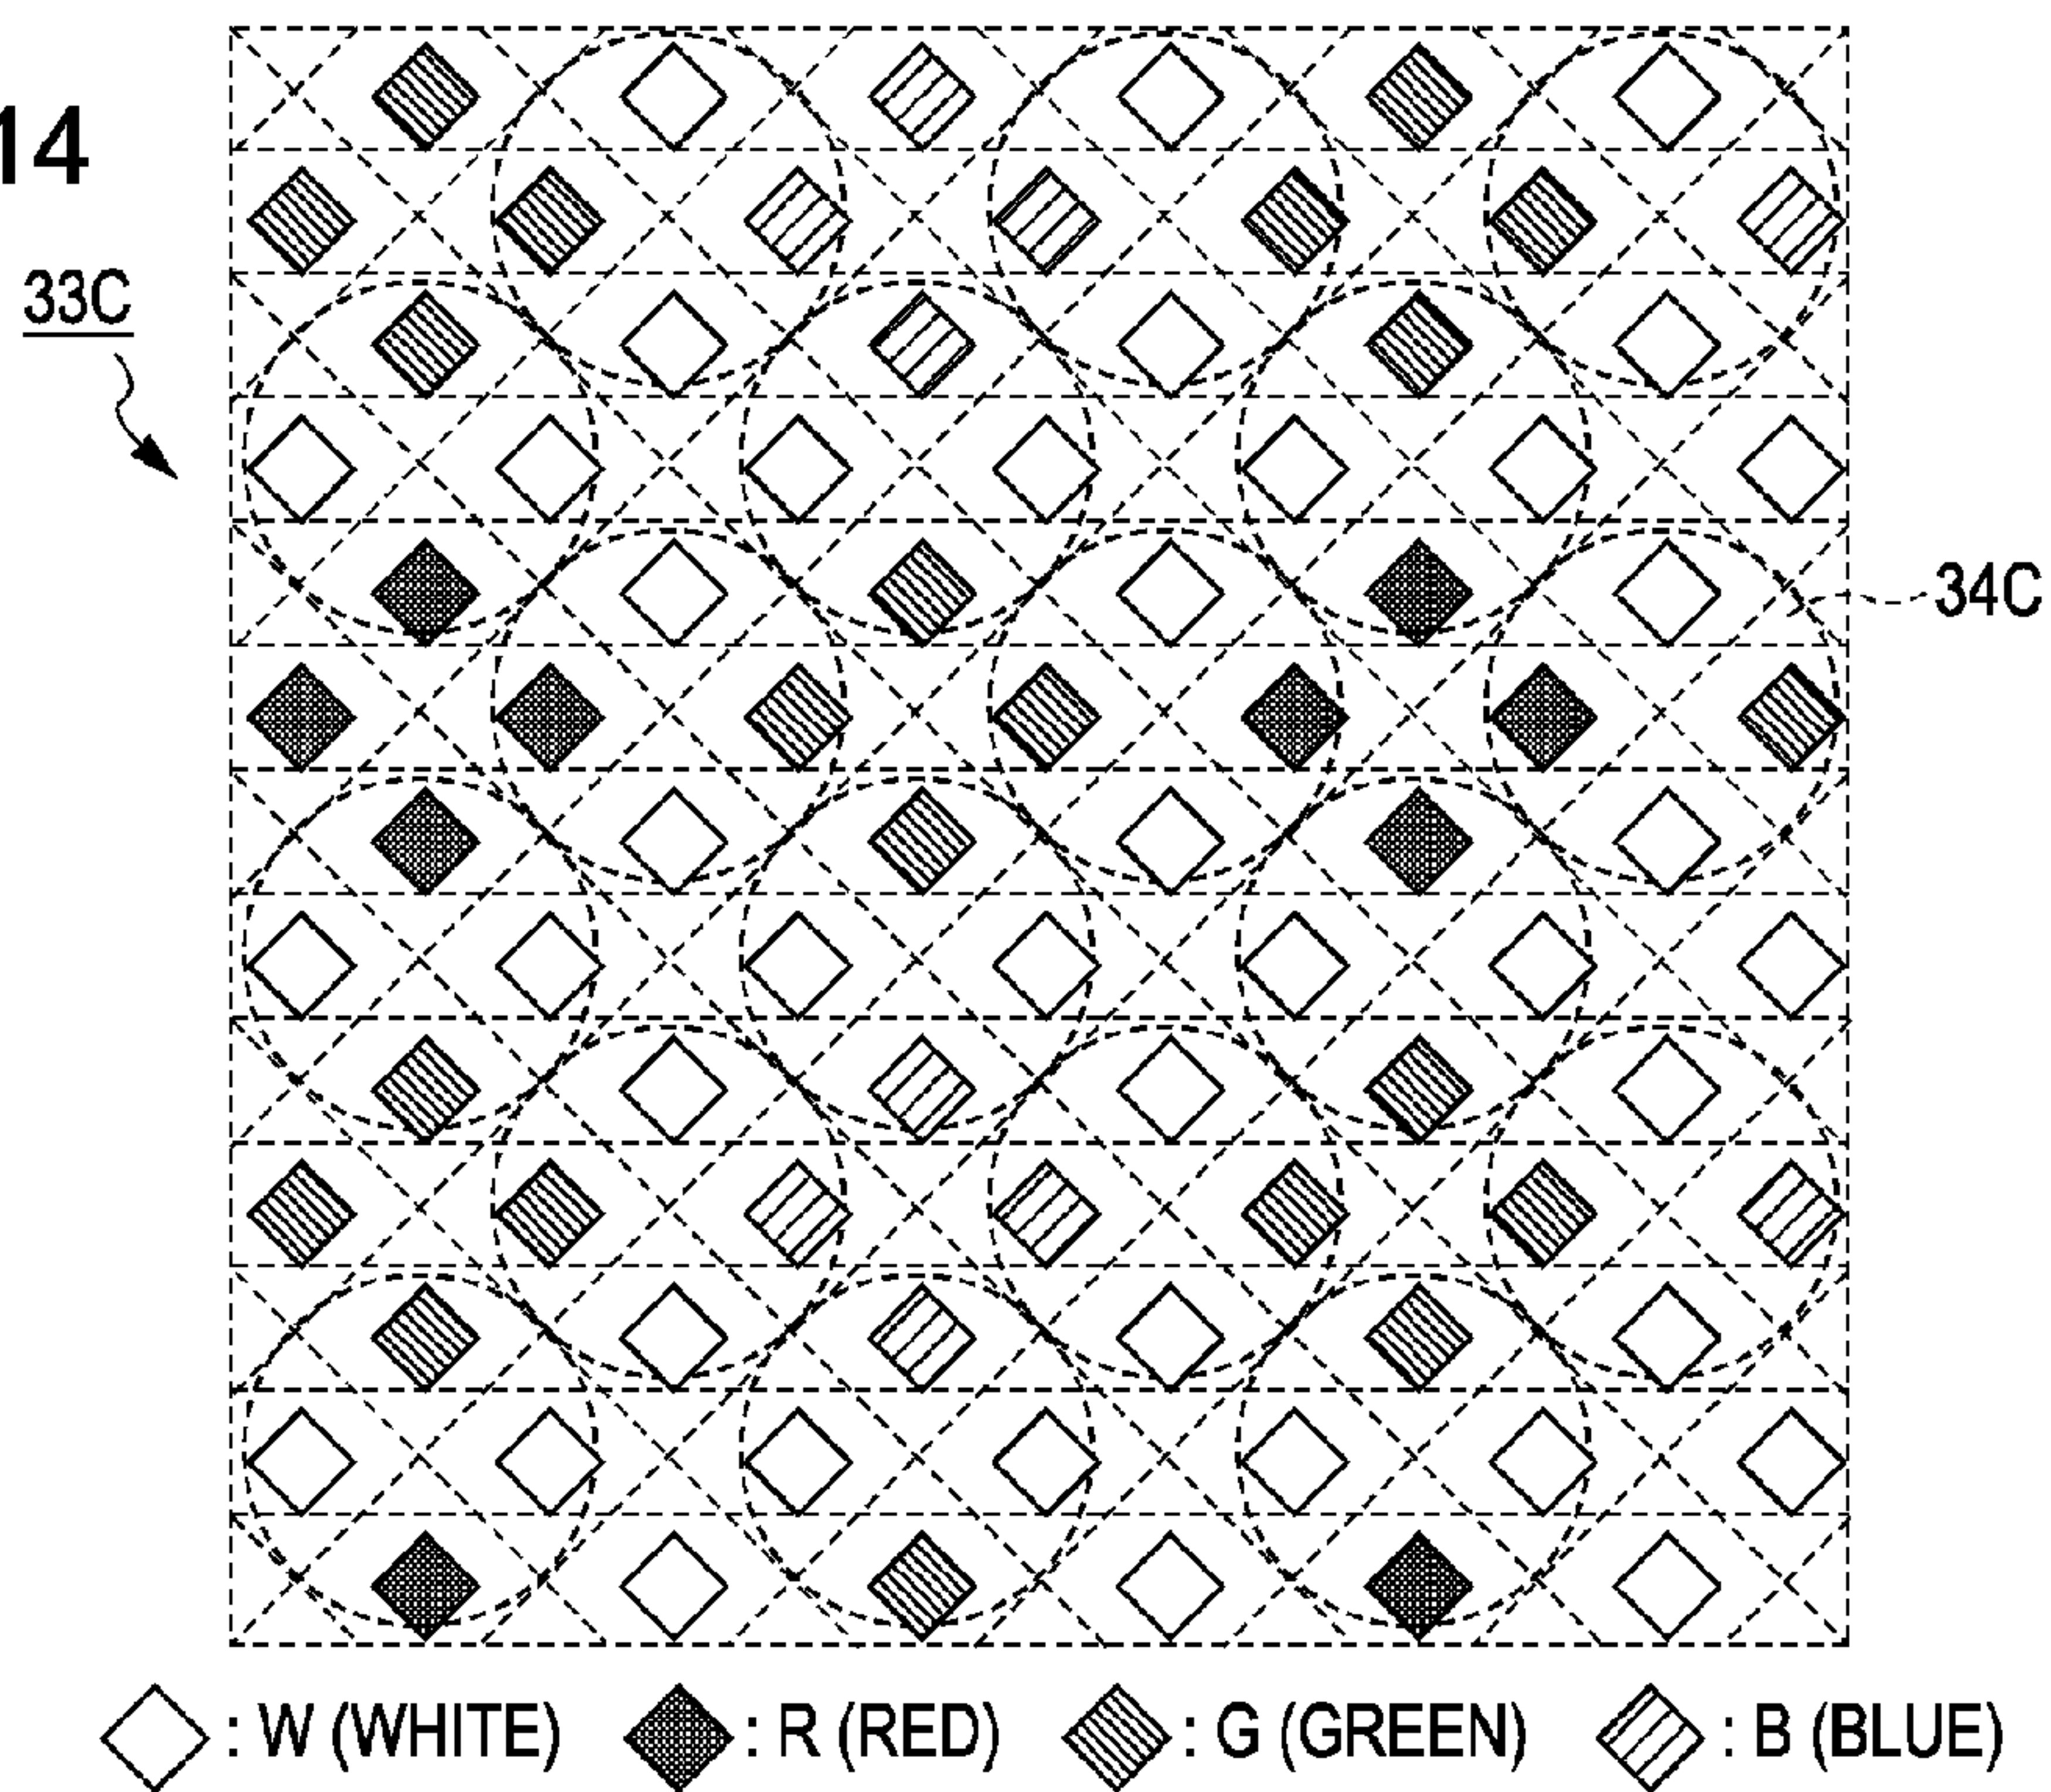 14
33C
34C
: W (WHITE) : R (RED) : G (GREEN) : B (BLUE)